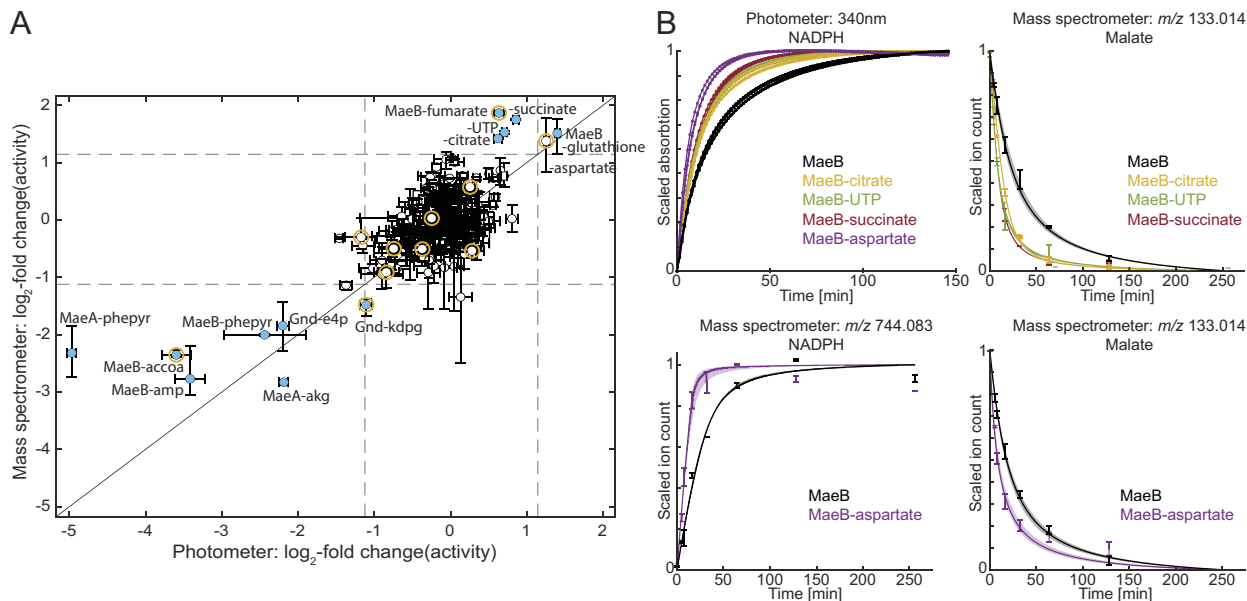 A
Mass spectrometer: log2-fold change(activity)
2
1
0
-1
-2
-3
-4
-5
MaeB-fumarate
-succinate
-UTP
-citrate
MaeB
-glutathione
-aspartate
MaeA-phepyr
MaeB-phepyr
Gnd-e4p
Gnd-kdpg
MaeB-accoa
MaeB-amp
MaeA-akg
-5 -4 -3 -2 -1 0 1 2
Photometer: log2-fold change(activity)
B
Photometer: 340nm
NADPH
Scaled absorbtion
1
0
MaeB
MaeB-citrate
MaeB-UTP
MaeB-succinate
MaeB-aspartate
50 100 150
Time [min]
Mass spectrometer: m/z 133.014
Malate
Scaled ion count
1
0
MaeB
MaeB-citrate
MaeB-UTP
MaeB-succinate
0 50 100 150 200 250
Time [min]
Mass spectrometer: m/z 744.083
NADPH
Scaled ion count
1
0
MaeB
MaeB-aspartate
0 50 100 150 200 250
Time [min]
Mass spectrometer: m/z 133.014
Malate
Scaled ion count
1
0
MaeB
MaeB-aspartate
0 50 100 150 200 250
Time [min]